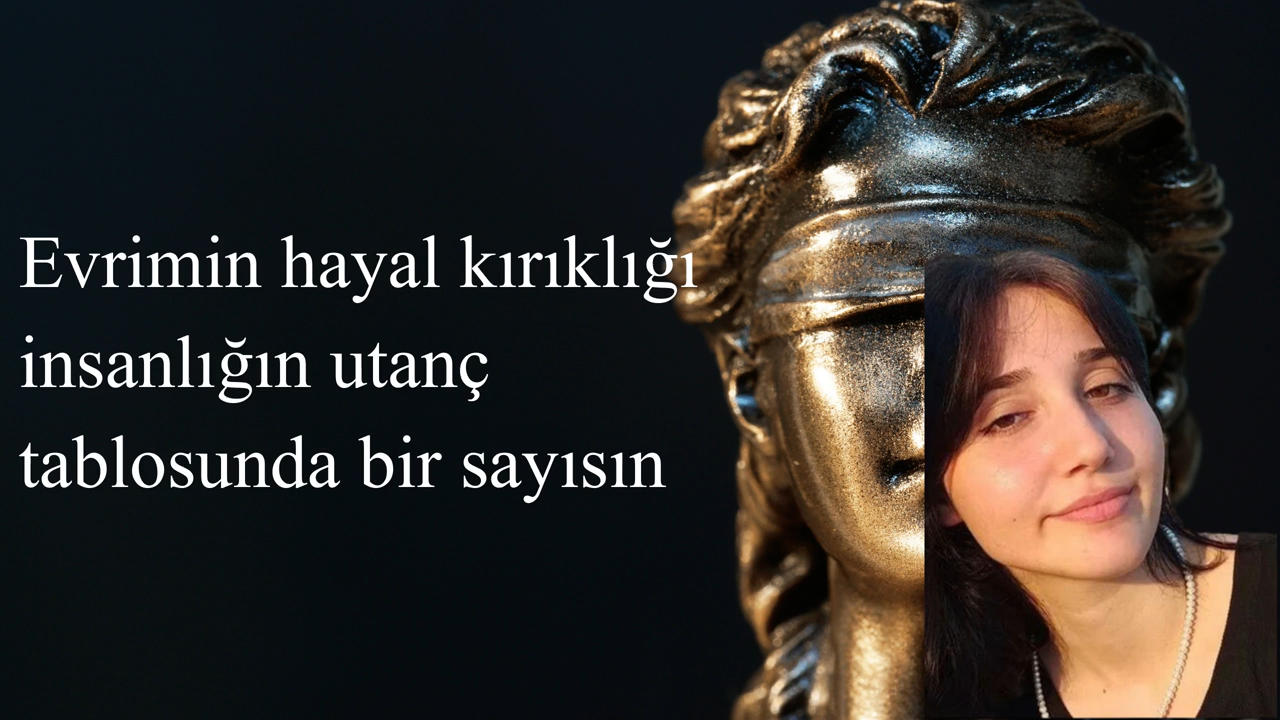 Evrimin hayal kırıklığı
insanlığın utanç
tablosunda bir sayısın